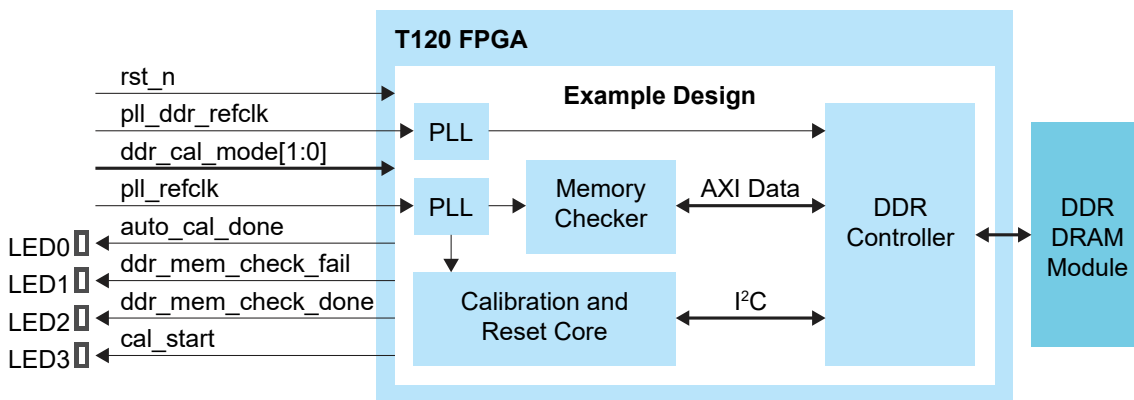 T120 FPGA
Example Design
rst_n
pll_ddr_refclk
ddr_cal_mode[1:0]
pll_refclk
auto_cal_done
LED0
ddr_mem_check_fail
LED1
ddr_mem_check_done
LED2
cal_start
LED3
PLL
PLL
Memory
Checker
AXI Data
Calibration and
Reset Core
I²C
DDR
Controller
DDR
DRAM
Module